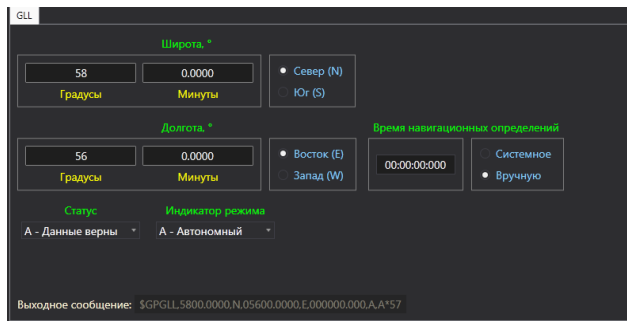 GLL
Широта, °
58 0.0000
Градусы Минуты
Север (N)
Юг (S)
Долгота, ° Время навигационных определений
56 0.0000
Градусы Минуты
Восток (E)
Запад (W)
00:00:00:000
Системное
Вручную
Статус Индикатор режима
A - Данные верны A - Автономный
Выходное сообщение: $GPGLL,5800.0000,N,05600.0000,E,000000.000,A,A*57